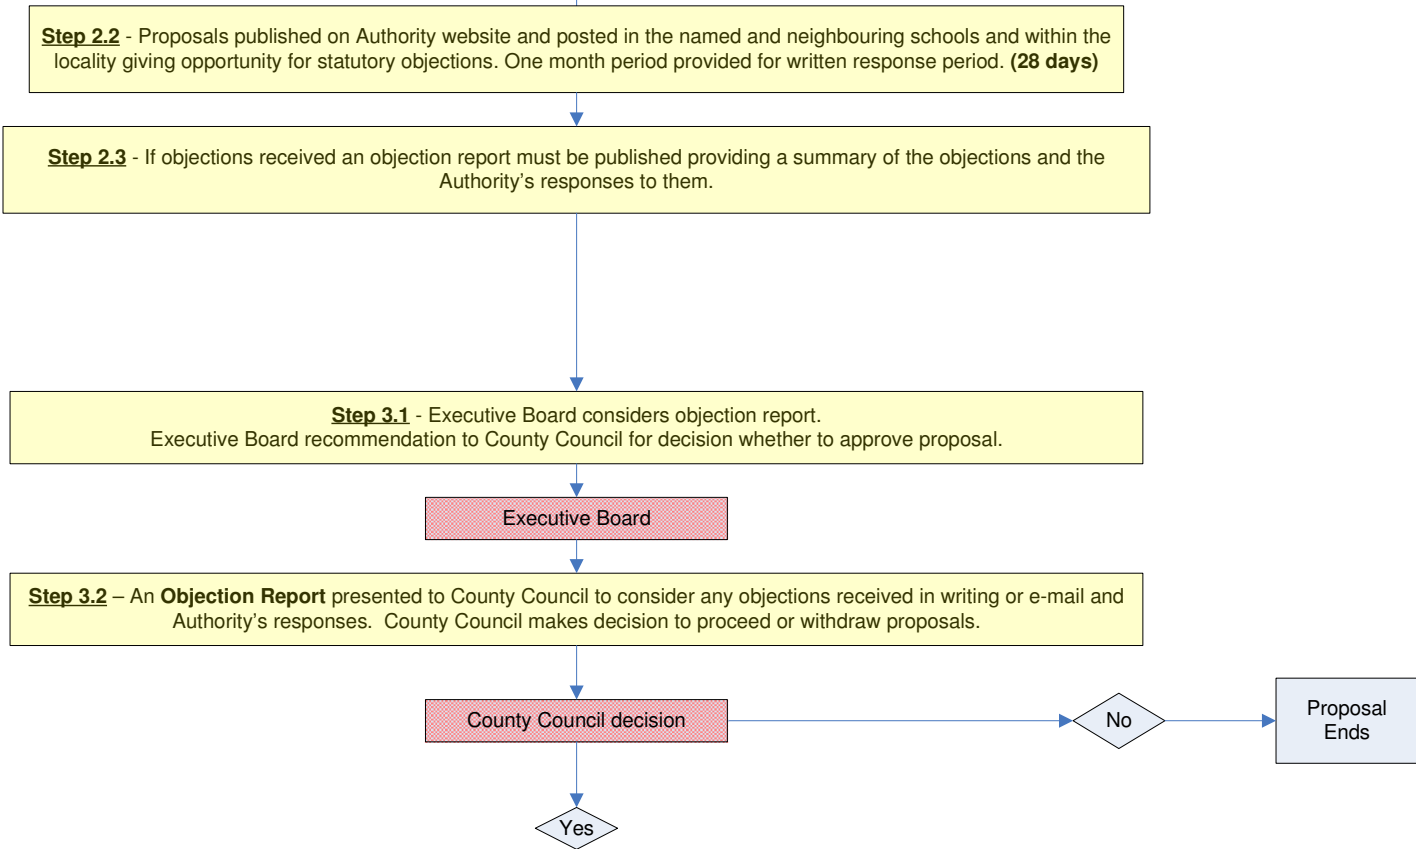 Step 2.2 - Proposals published on Authority website and posted in the named and neighbouring schools and within the
locality giving opportunity for statutory objections. One month period provided for written response period. (28 days)
Step 2.3 - If objections received an objection report must be published providing a summary of the objections and the
Authority's responses to them.
Step 3.1 - Executive Board considers objection report.
Executive Board recommendation to County Council for decision whether to approve proposal.
Executive Board
Step 3.2 – An Objection Report presented to County Council to consider any objections received in writing or e-mail and
Authority's responses. County Council makes decision to proceed or withdraw proposals.
County Council decision
No
Proposal
Ends
Yes